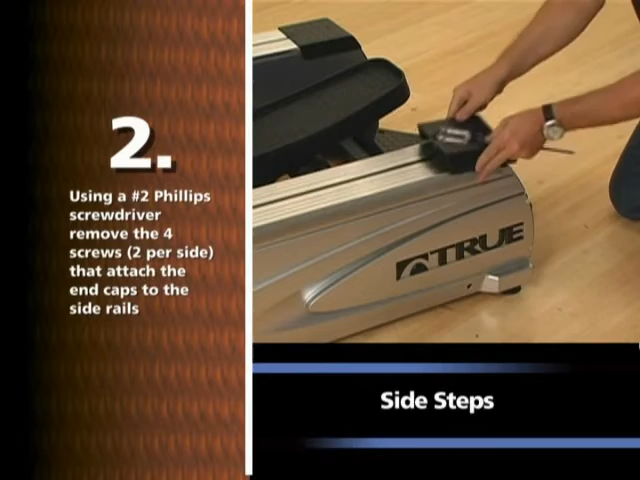 2.
Using a #2 Phillips
screwdriver
remove the 4
screws (2 per side)
that attach the
end caps to the
side rails
TRUE
Side Steps